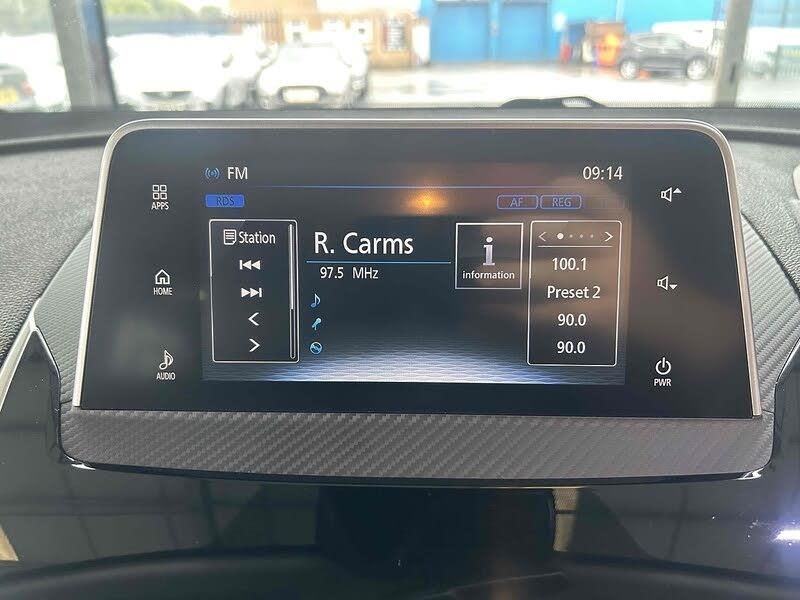 FM
09:14
RDS
AF
REG
APPS
HOME
AUDIO
Station
R. Carms
97.5 MHz
i
information
100.1
Preset 2
90.0
90.0
PWR